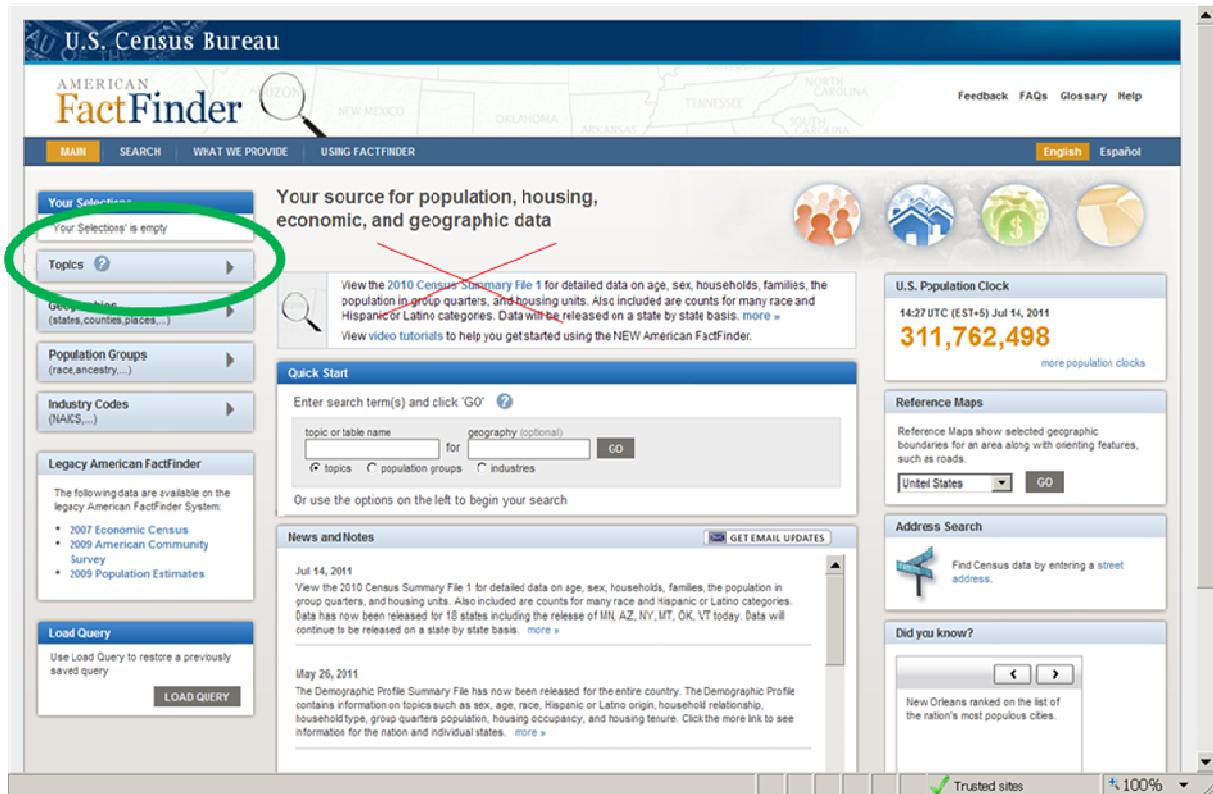 U.S. Census Bureau
AMERICAN
FactFinder
ARIZONA
NEW MEXICO
OKLAHOMA
ARKANSAS
TENNESSEE
NORTH
CAROLINA
SOUTH
CAROLINA
Feedback FAQs Glossary Help
MAIN SEARCH WHAT WE PROVIDE USING FACTFINDER
English Español
Your Selections
'Your Selections' is empty
Topics ?
Geographies
(states,counties,places,...)
Population Groups
(race,ancestry,...)
Industry Codes
(NAICS,...)
Legacy American FactFinder
The following data are available on the
legacy American FactFinder System:
• 2007 Economic Census
• 2009 American Community
Survey
• 2009 Population Estimates
Load Query
Use Load Query to restore a previously
saved query
LOAD QUERY
Your source for population, housing,
economic, and geographic data
View the 2010 Census Summary File 1 for detailed data on age, sex, households, families, the
population in group quarters, and housing units. Also included are counts for many race and
Hispanic or Latino categories. Data will be released on a state by state basis. more »
View video tutorials to help you get started using the NEW American FactFinder.
Quick Start
Enter search term(s) and click 'GO' ?
topic or table name
for
geography (optional)
GO
topics population groups industries
Or use the options on the left to begin your search
News and Notes
GET EMAIL UPDATES
Jul 14, 2011
View the 2010 Census Summary File 1 for detailed data on age, sex, households, families, the population in
group quarters, and housing units. Also included are counts for many race and Hispanic or Latino categories.
Data has now been released for 18 states including the release of MN, AZ, NY, MT, OK, VT today. Data will
continue to be released on a state by state basis. more »
May 26, 2011
The Demographic Profile Summary File has now been released for the entire country. The Demographic Profile
contains information on topics such as sex, age, race, Hispanic or Latino origin, household relationship,
household type, group quarters population, housing occupancy, and housing tenure. Click the more link to see
information for the nation and individual states. more »
$
U.S. Population Clock
14:27 UTC (EST+5) Jul 14, 2011
311,762,498
more population clocks
Reference Maps
Reference Maps show selected geographic
boundaries for an area along with orienting features,
such as roads.
United States
GO
Address Search
Find Census data by entering a street
address.
Did you know?
New Orleans ranked on the list of
the nation's most populous cities.
Trusted sites
100%